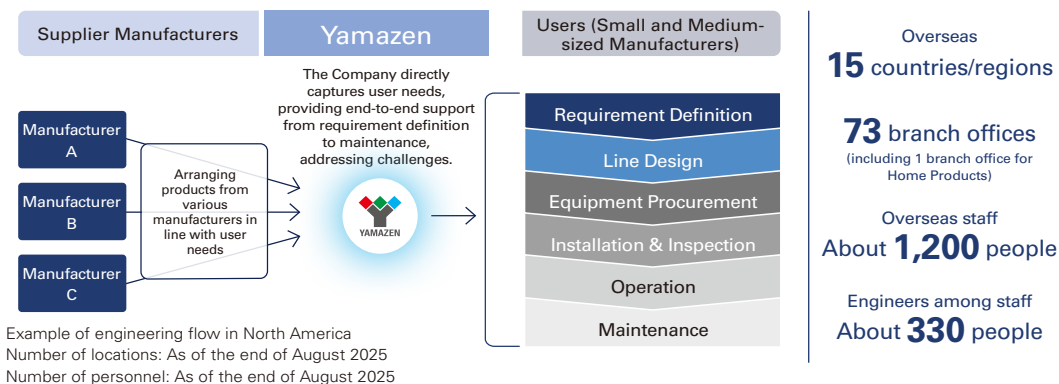 Supplier Manufacturers
Yamazen
Users (Small and Medium-
sized Manufacturers)
Manufacturer
A
Manufacturer
B
Manufacturer
C
Arranging
products from
various
manufacturers in
line with user
needs
The Company directly
captures user needs,
providing end-to-end support
from requirement definition
to maintenance,
addressing challenges.
YAMAZEN
Requirement Definition
Line Design
Equipment Procurement
Installation & Inspection
Operation
Maintenance
Overseas
15 countries/regions
73 branch offices
(including 1 branch office for
Home Products)
Overseas staff
About 1,200 people
Engineers among staff
About 330 people
Example of engineering flow in North America
Number of locations: As of the end of August 2025
Number of personnel: As of the end of August 2025